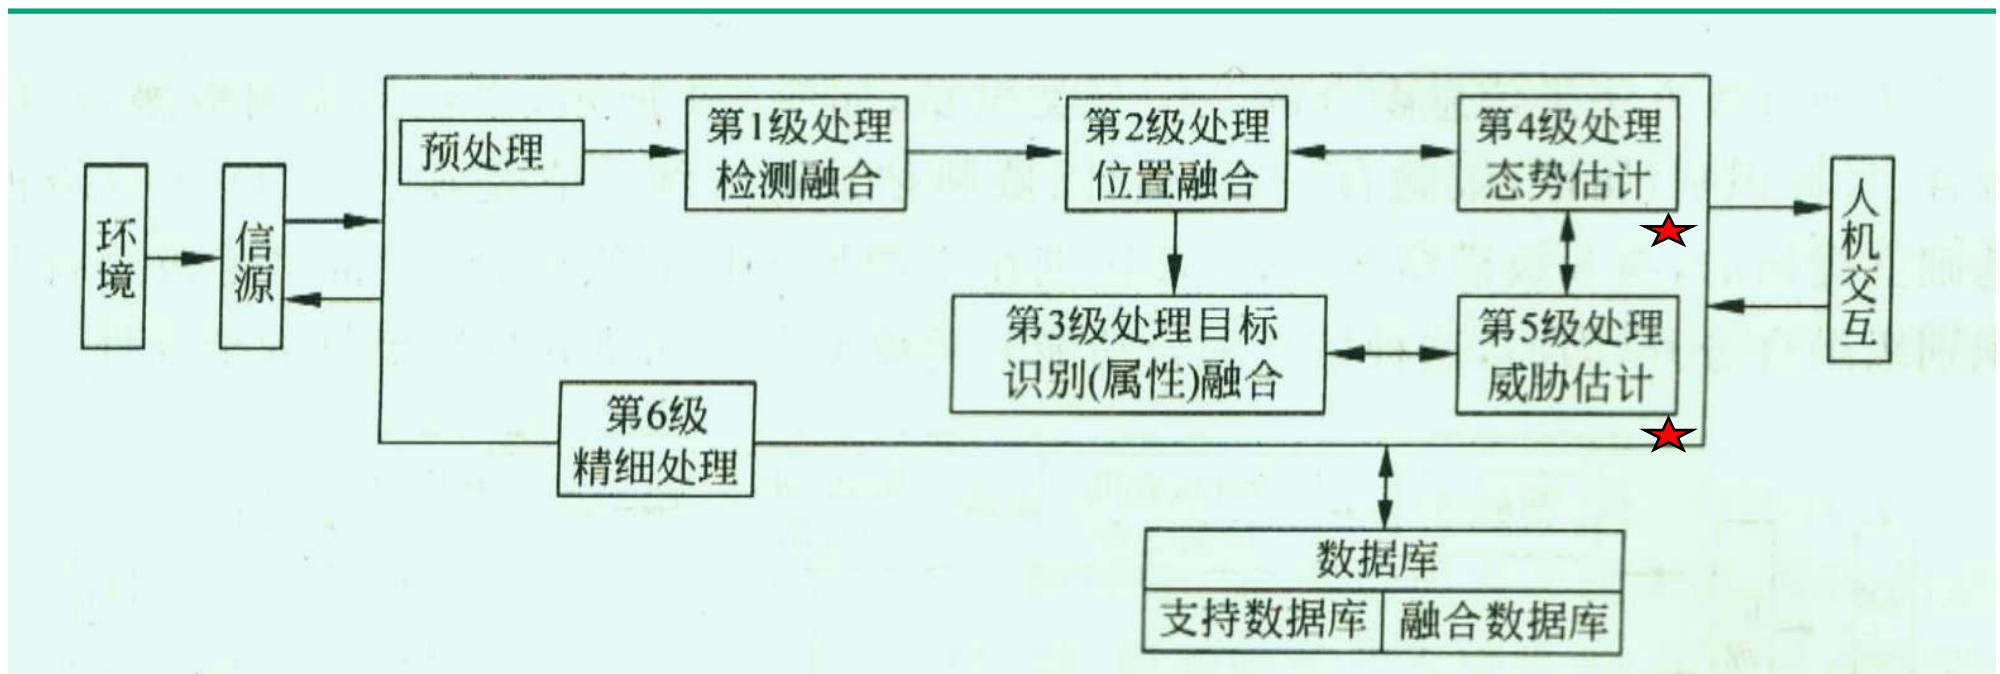 环境
信源
预处理
第1级处理
检测融合
第2级处理
位置融合
第4级处理
态势估计
第3级处理目标
识别(属性)融合
第5级处理
威胁估计
第6级
精细处理
人机交互
数据库
支持数据库
融合数据库